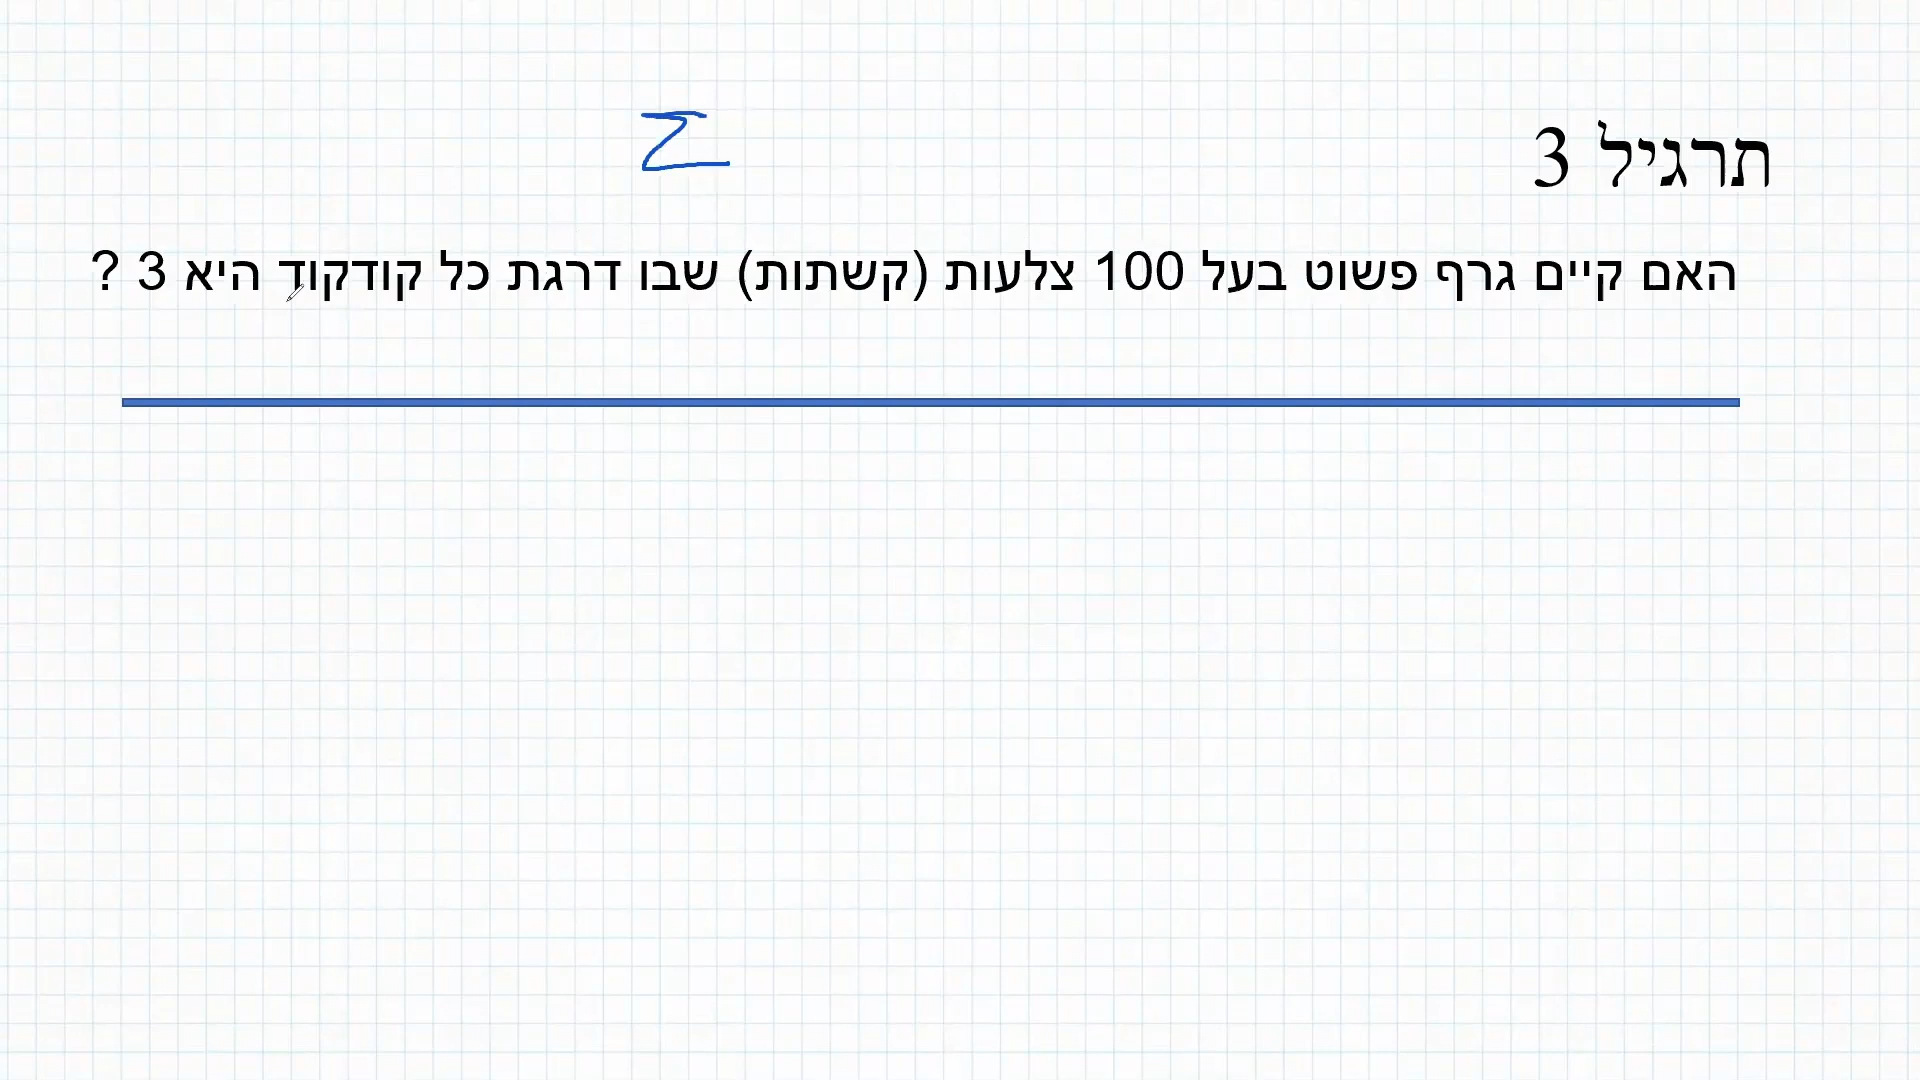 תרגיל 3
האם קיים גרף פשוט בעל 100 צלעות (קשתות) שבו דרגת כל קודקוד היא 3 ?